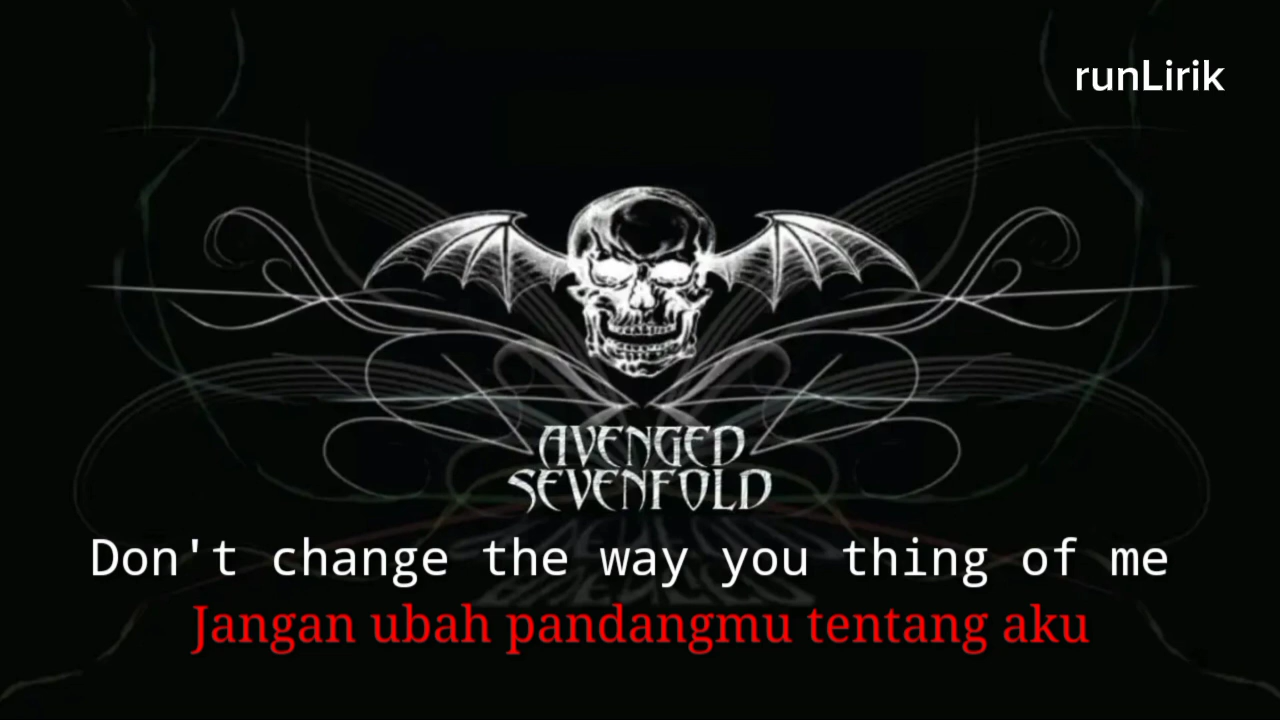 runLirik
AVENGED
SEVENFOLD
Don't change the way you thing of me
Jangan ubah pandangmu tentang aku